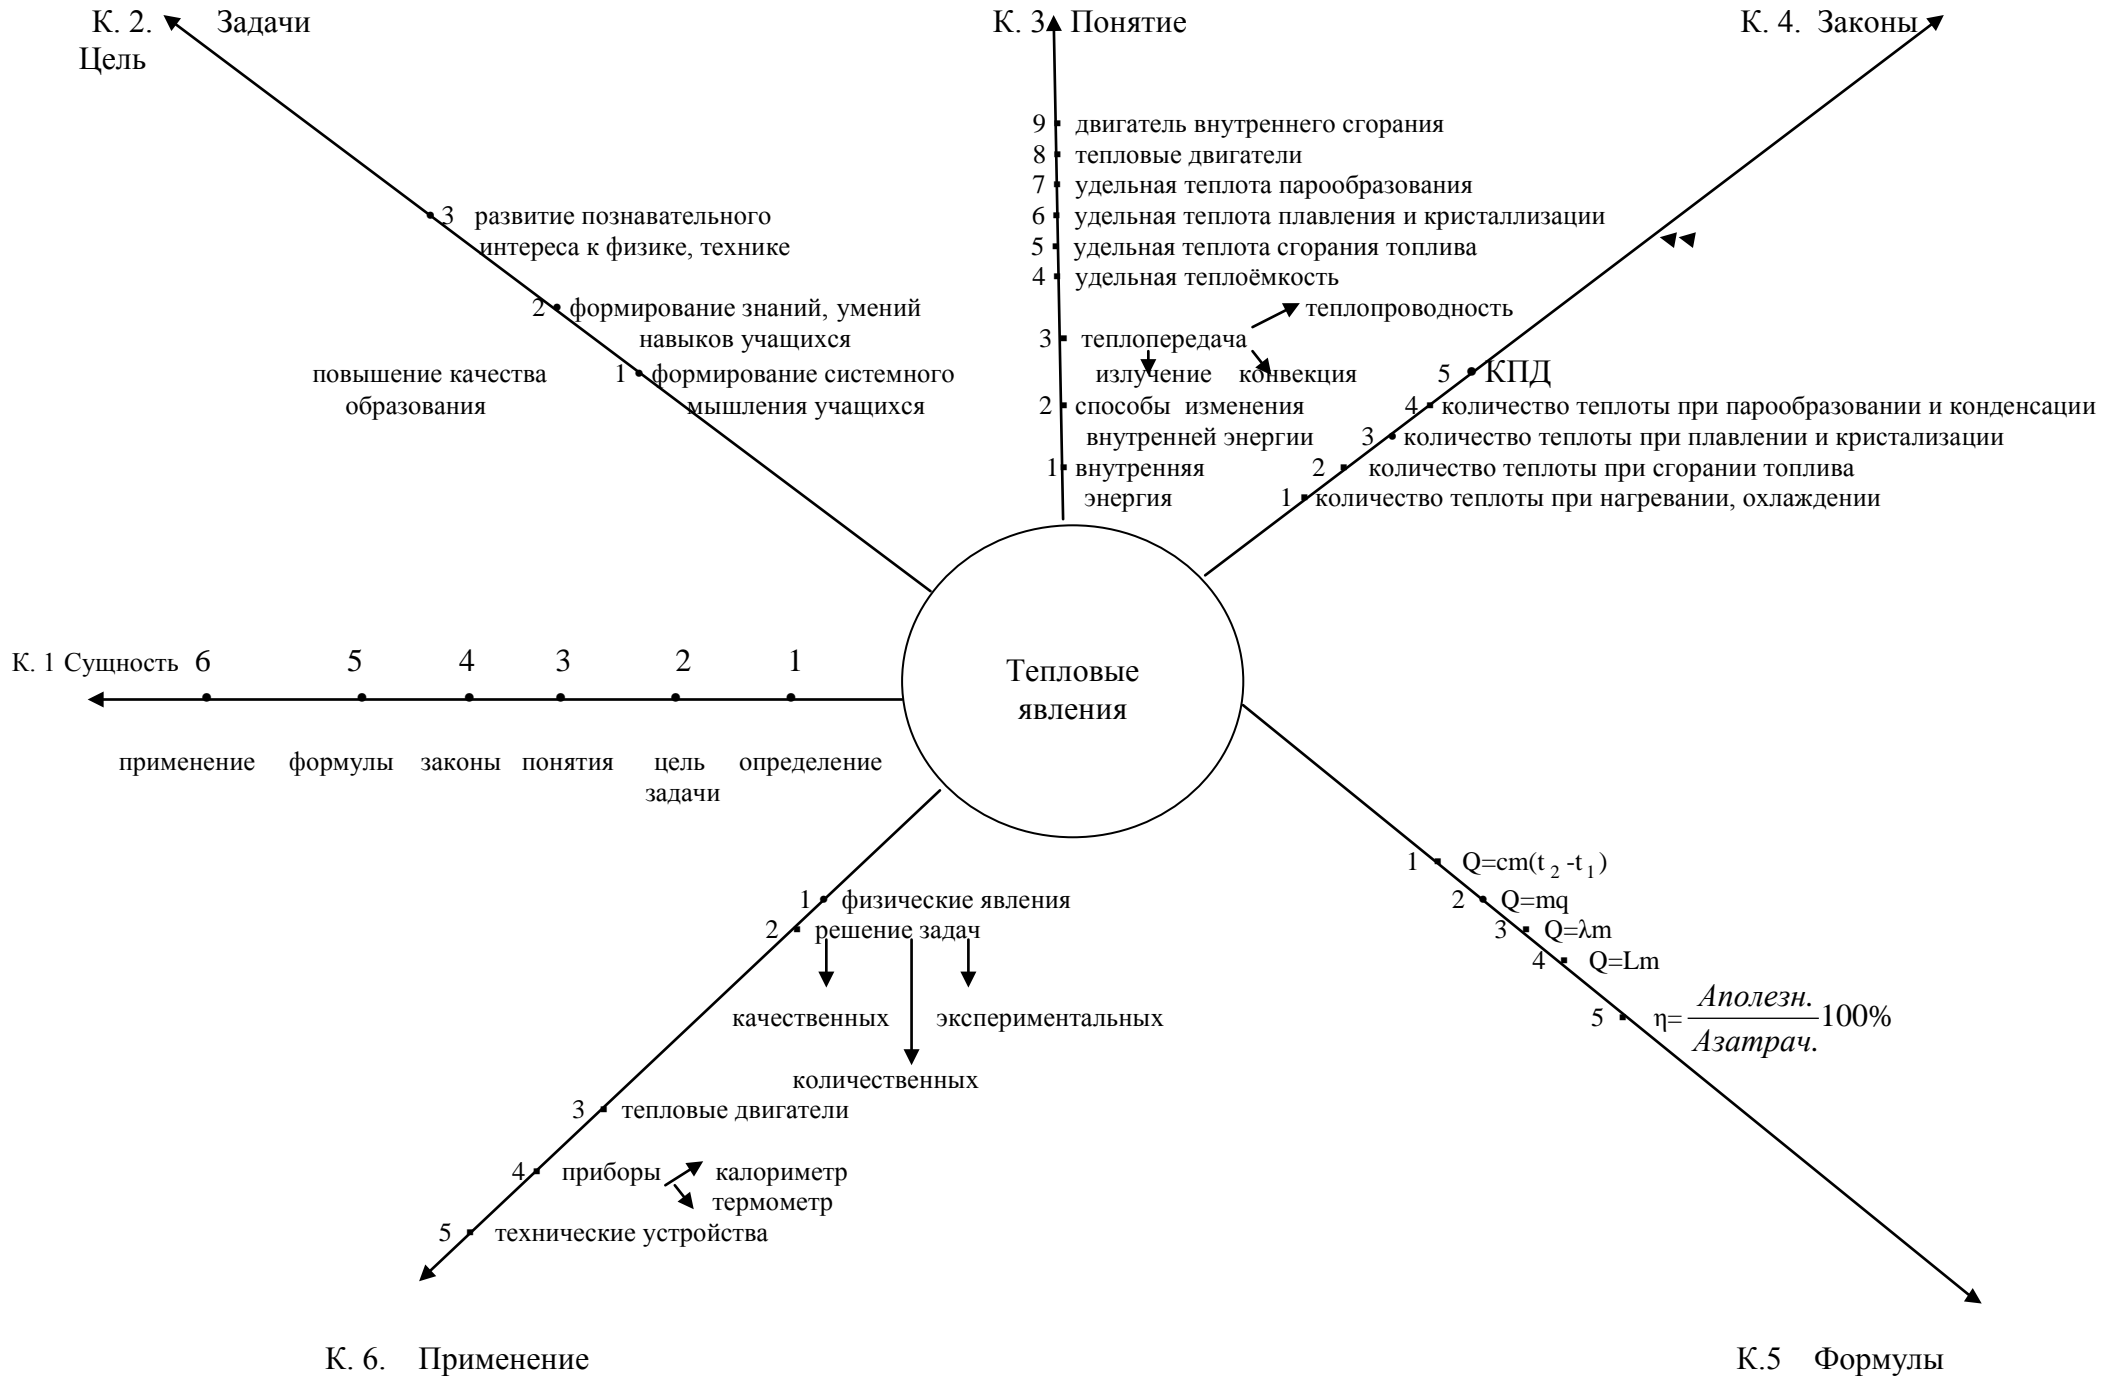 К. 2. Задачи
Цель
К. 3 Понятие
К. 4. Законы
9 двигатель внутреннего сгорания
8 тепловые двигатели
7 удельная теплота парообразования
6 удельная теплота плавления и кристаллизации
5 удельная теплота сгорания топлива
4 удельная теплоёмкость
теплопроводность
3 теплопередача
излучение конвекция
2 способы изменения
внутренней энергии
1 внутренняя
энергия
3 развитие познавательного
интереса к физике, технике
2 формирование знаний, умений
навыков учащихся
1 формирование системного
мышления учащихся
повышение качества
образования
5 КПД
4 количество теплоты при парообразовании и конденсации
3 количество теплоты при плавлении и кристализации
2 количество теплоты при сгорании топлива
1 количество теплоты при нагревании, охлаждении
К. 1 Сущность 6 5 4 3 2 1
применение формулы законы понятия цель определение
задачи
Тепловые
явления
1 физические явления
2 решение задач
качественных экспериментальных
количественных
3 тепловые двигатели
4 приборы калориметр
термометр
5 технические устройства
1 Q=cm(t₂-t₁)
2 Q=mq
3 Q=λm
4 Q=Lm
Aполезн.
5 η= 100%
Aзатрач.
К. 6. Применение
К.5 Формулы